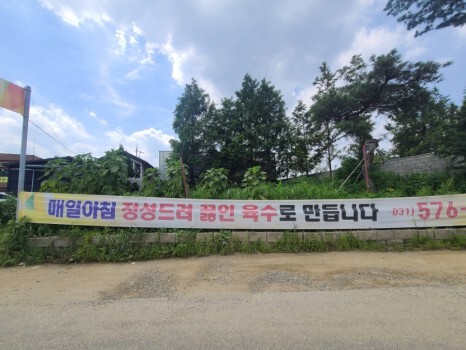 매일아침 정성드려 끓인 육수로 만듭니다 (031) 576-